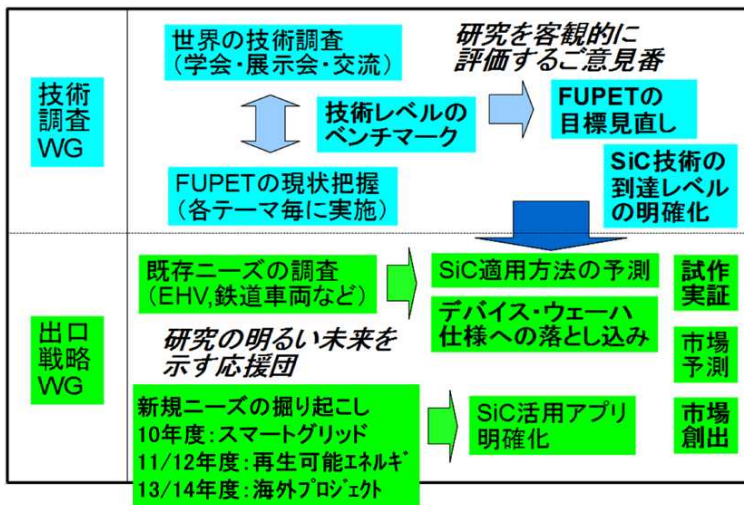 技術
調査
WG
世界の技術調査
(学会・展示会・交流)
研究を客観的に
評価するご意見番
技術レベルの
ベンチマーク
FUPETの
目標見直し
FUPETの現状把握
(各テーマ毎に実施)
SiC技術の
到達レベル
の明確化
出口
戦略
WG
既存ニーズの調査
(EHV,鉄道車両など)
SiC適用方法の予測
試作
実証
研究の明るい未来を
示す応援団
デバイス・ウェーハ
仕様への落とし込み
市場
予測
新規ニーズの掘り起こし
10年度:スマートグリッド
11/12年度:再生可能エネルギ
13/14年度:海外プロジェクト
SiC活用アプリ
明確化
市場
創出